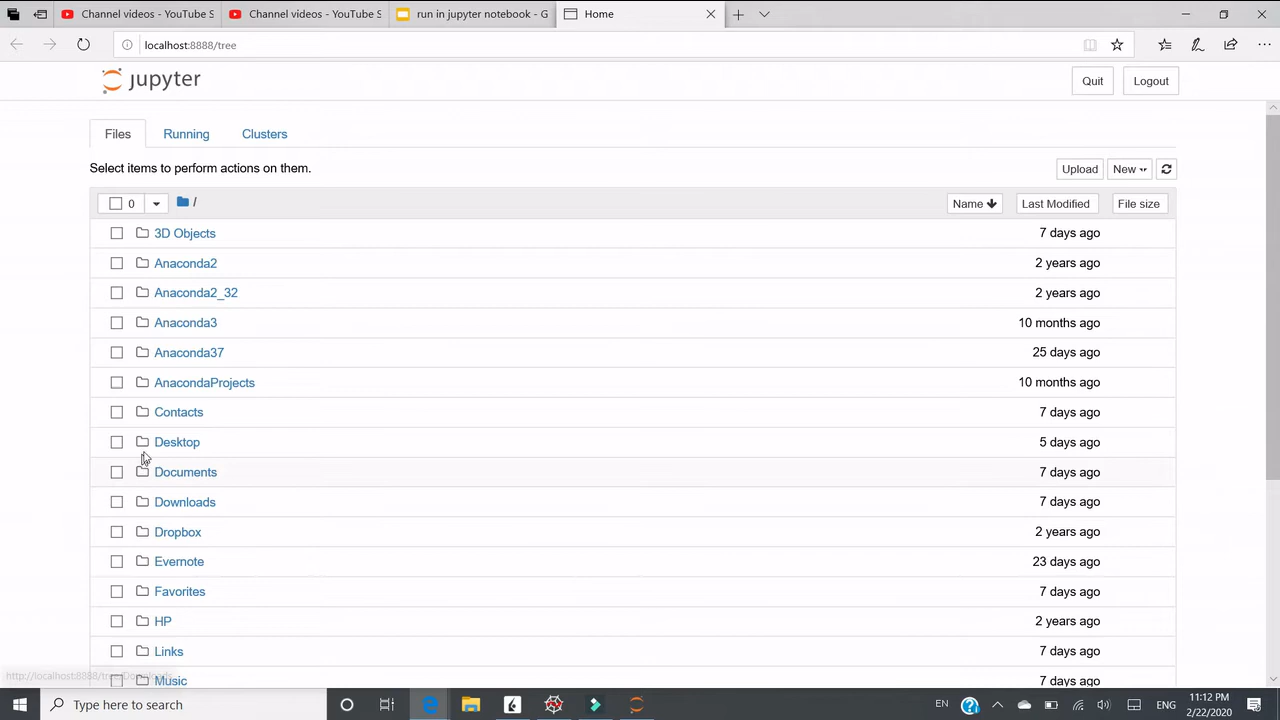 Channel videos - YouTube S
Channel videos - YouTube S
run in jupyter notebook - G
Home
localhost:8888/tree
jupyter
Quit
Logout
Files
Running
Clusters
Select items to perform actions on them.
Upload
New
0
/
Name
Last Modified
File size
3D Objects 7 days ago
Anaconda2 2 years ago
Anaconda2_32 2 years ago
Anaconda3 10 months ago
Anaconda37 25 days ago
AnacondaProjects 10 months ago
Contacts 7 days ago
Desktop 5 days ago
Documents 7 days ago
Downloads 7 days ago
Dropbox 2 years ago
Evernote 23 days ago
Favorites 7 days ago
HP 2 years ago
Links 7 days ago
Music 7 days ago
Type here to search
EN
ENG
11:12 PM
2/22/2020